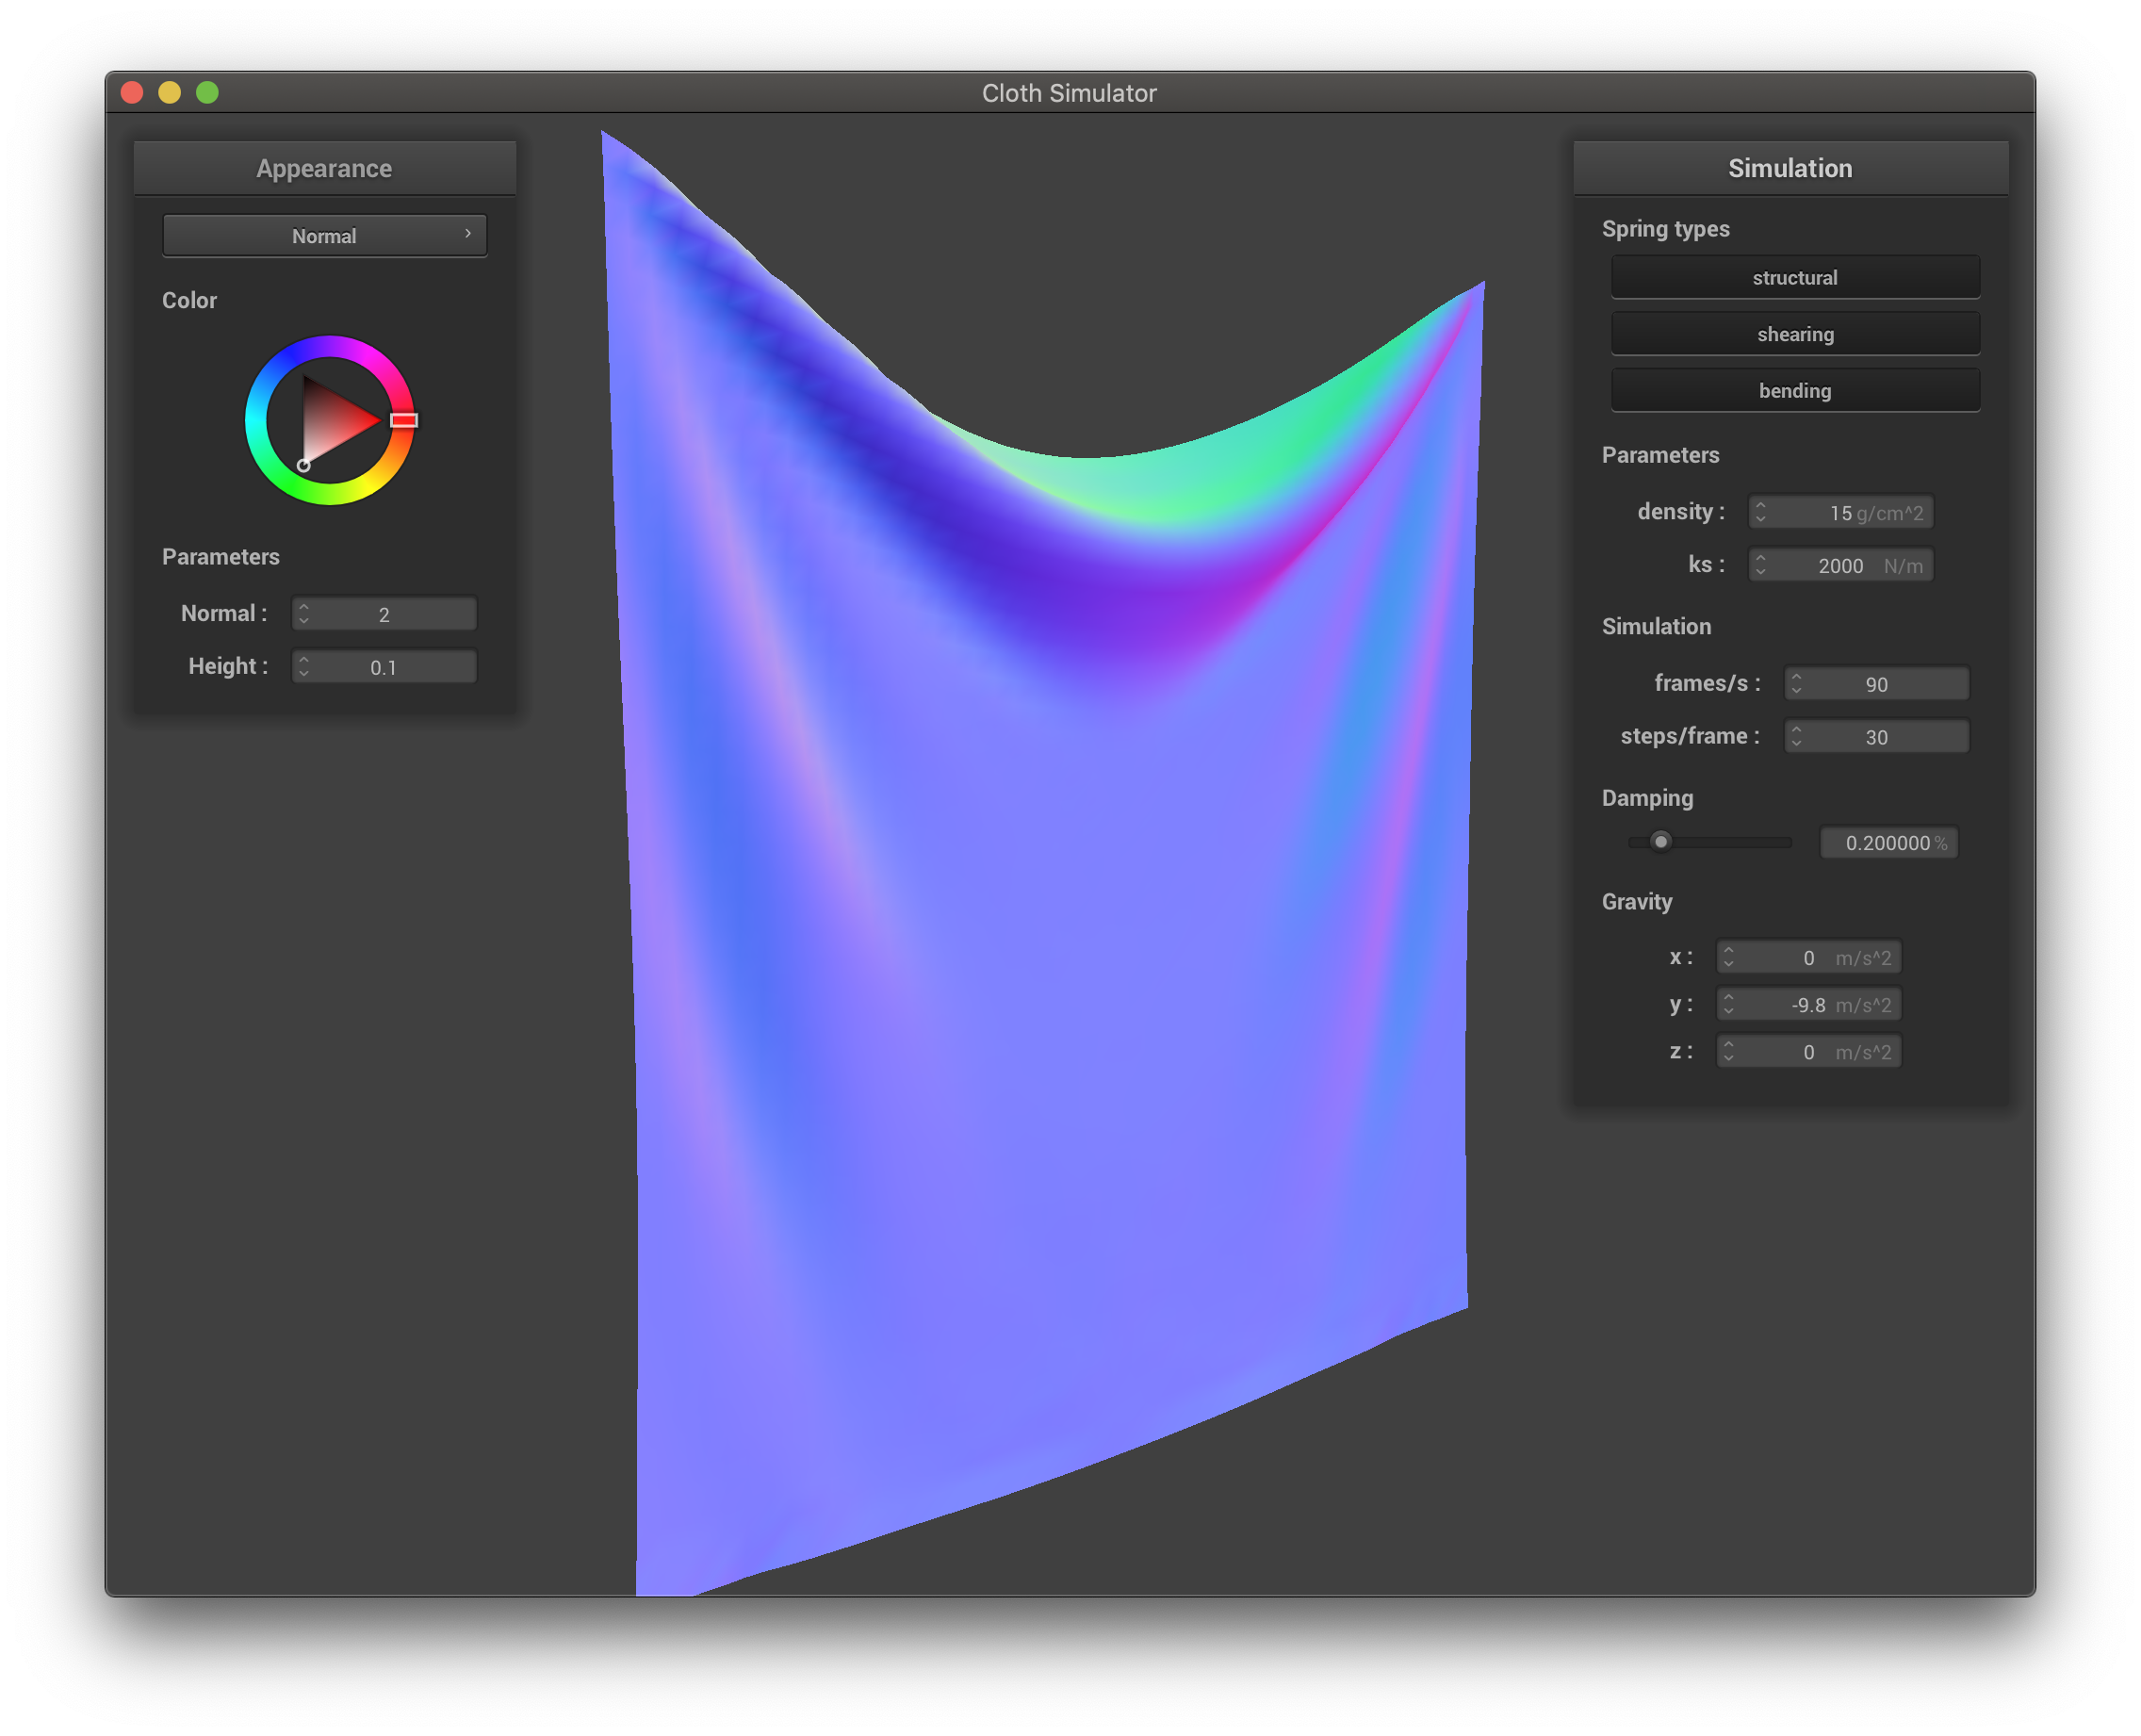 Cloth Simulator
Appearance
Normal
Color
Parameters
Normal : 2
Height : 0.1
Simulation
Spring types
structural
shearing
bending
Parameters
density : 15 g/cm^2
ks : 2000 N/m
Simulation
frames/s : 90
steps/frame : 30
Damping
0.200000 %
Gravity
x : 0 m/s^2
y : -9.8 m/s^2
z : 0 m/s^2